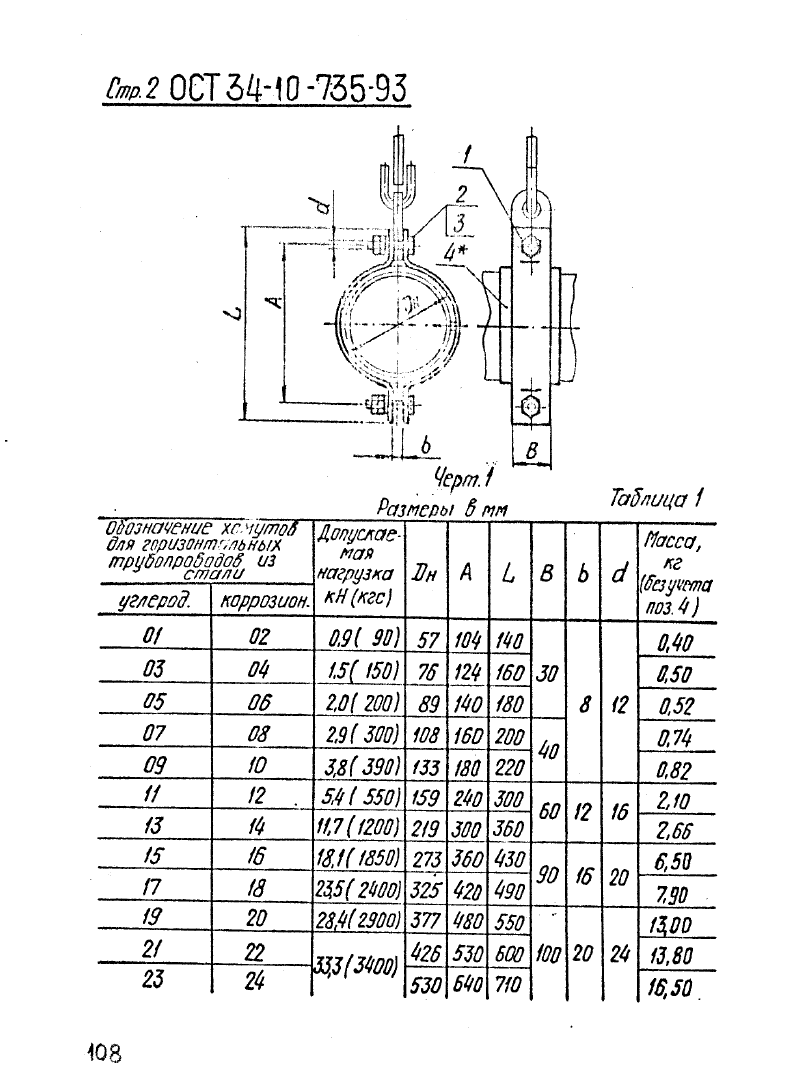 Стр.2 ОСТ 34-10-735-93
1
2
3
4*
d
L
A
Dн
b
B
Черт.1
Таблица 1
Размеры в мм
Обозначение хомутов для горизонтальных трубопроводов из стали
углерод. коррозион.
Допускаемая нагрузка кН (кгс)
Dн A L B b d
Масса, кг (без учета поз. 4)
01 02 0,9( 90) 57 104 140 30 8 12 0,40
03 04 1,5( 150) 76 124 160 0,50
05 06 2,0( 200) 89 140 180 0,52
07 08 2,9( 300) 108 160 200 40 0,74
09 10 3,8( 390) 133 180 220 0,82
11 12 5,4( 550) 159 240 300 60 12 16 2,10
13 14 11,7(1200) 219 300 360 2,66
15 16 18,1( 1850) 273 360 430 90 16 20 6,50
17 18 23,5( 2400) 325 420 490 7,90
19 20 28,4( 2900) 377 480 550 100 20 24 13,00
21 22 33,3( 3400) 426 530 600 13,80
23 24 530 640 710 16,50
108